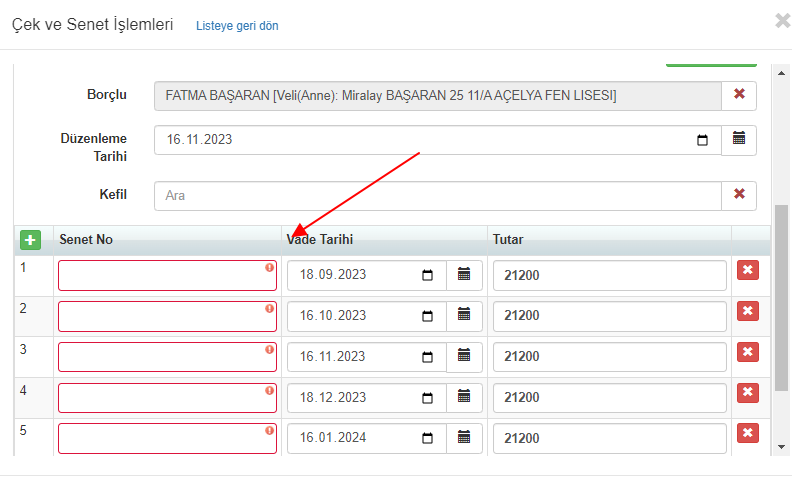 Çek ve Senet İşlemleri Listeye geri dön
Borçlu FATMA BAŞARAN [Veli(Anne): Miralay BAŞARAN 25 11/A AÇELYA FEN LISESI]
Düzenleme Tarihi 16.11.2023
Kefil Ara
Senet No Vade Tarihi Tutar
1 18.09.2023 21200
2 16.10.2023 21200
3 16.11.2023 21200
4 18.12.2023 21200
5 16.01.2024 21200